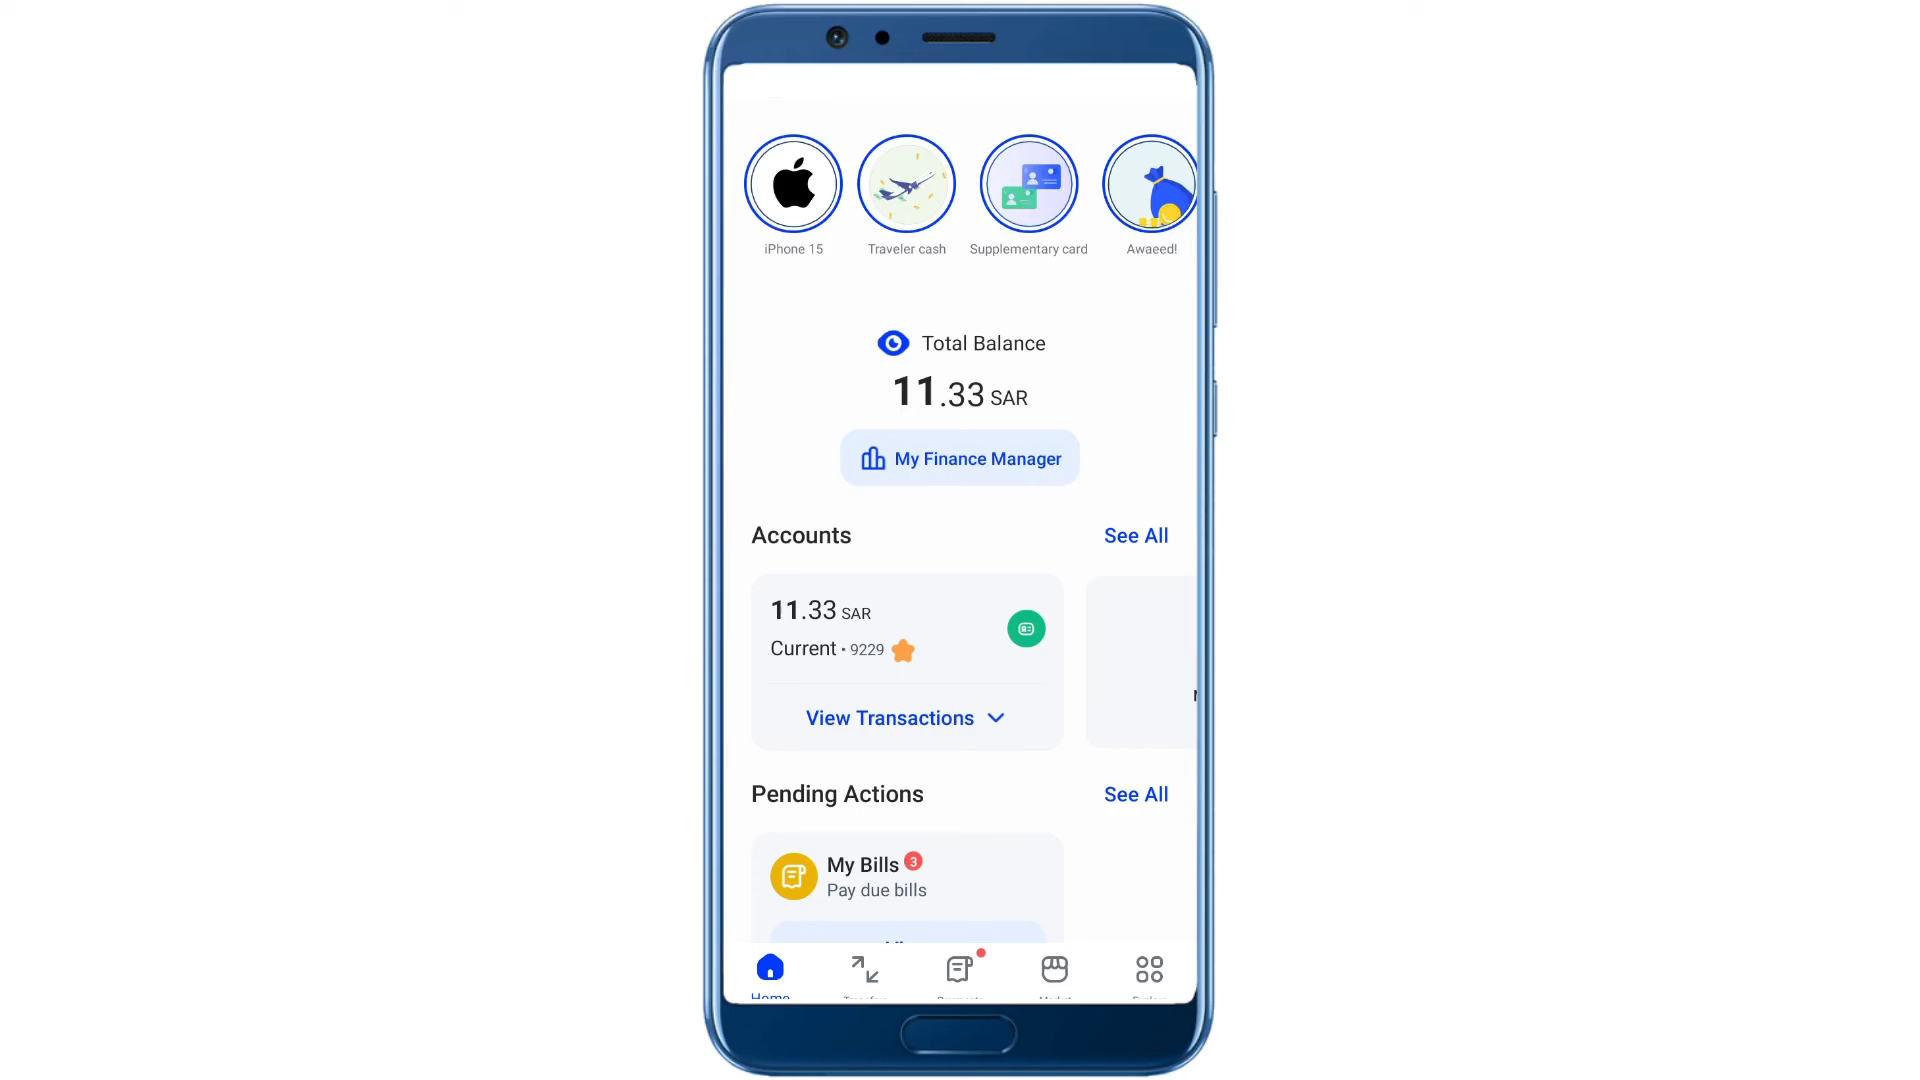 iPhone 15
Traveler cash
Supplementary card
Awaeed!
Total Balance
11.33 SAR
My Finance Manager
Accounts
See All
11.33 SAR
Current • 9229
View Transactions
Pending Actions
See All
My Bills 3
Pay due bills
Home